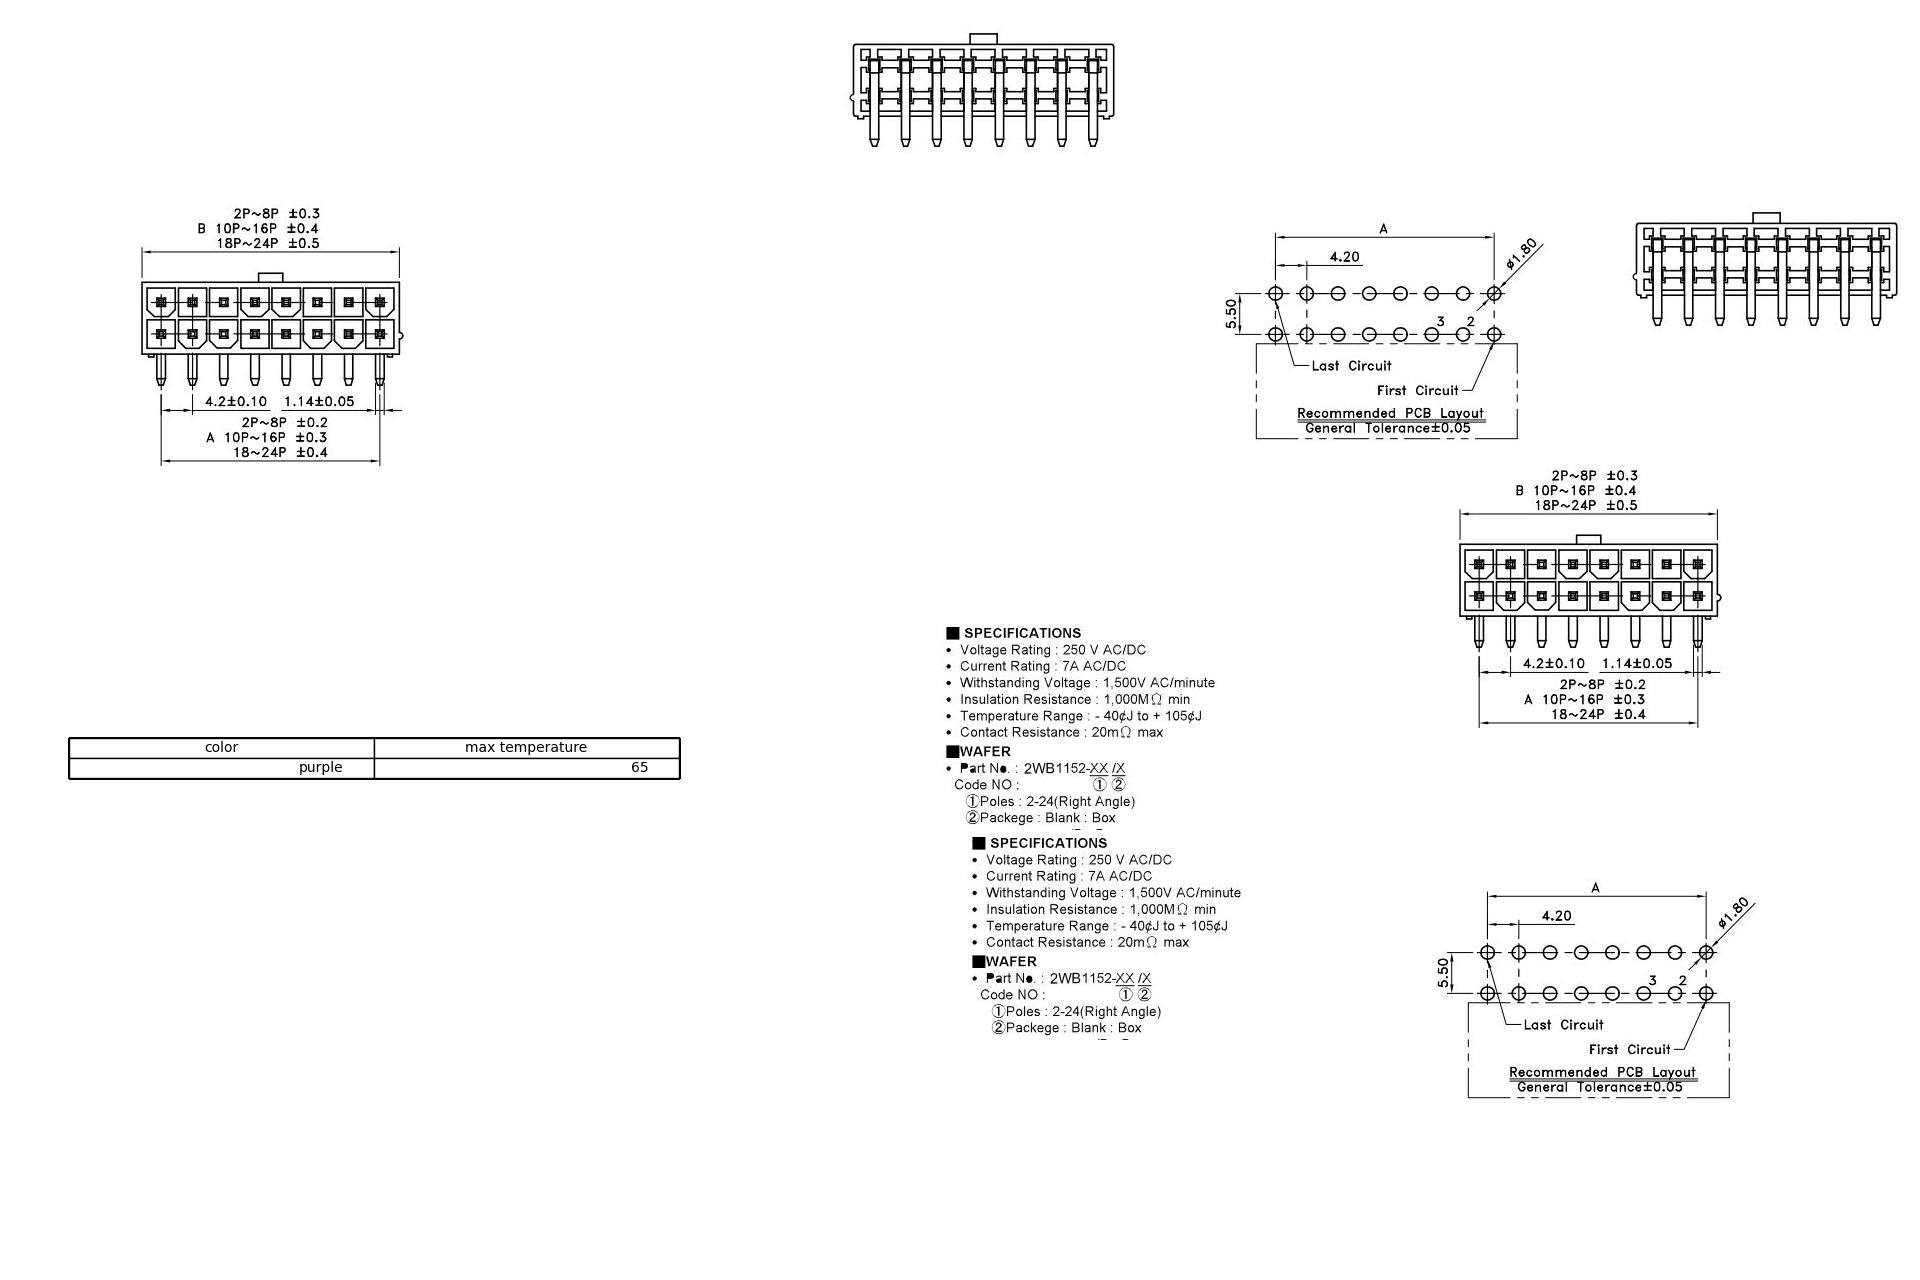 2P~8P ±0.3
B 10P~16P ±0.4
18P~24P ±0.5
4.2±0.10 1.14±0.05
2P~8P ±0.2
A 10P~16P ±0.3
18~24P ±0.4
A
4.20
ø1.80
5.50
3 2
Last Circuit
First Circuit
Recommended PCB Layout
General Tolerance±0.05
2P~8P ±0.3
B 10P~16P ±0.4
18P~24P ±0.5
4.2±0.10 1.14±0.05
2P~8P ±0.2
A 10P~16P ±0.3
18~24P ±0.4
color max temperature
purple 65
■ SPECIFICATIONS
• Voltage Rating : 250 V AC/DC
• Current Rating : 7A AC/DC
• Withstanding Voltage : 1,500V AC/minute
• Insulation Resistance : 1,000MΩ min
• Temperature Range : - 40¢J to + 105¢J
• Contact Resistance : 20mΩ max
■WAFER
• Part No. : 2WB1152-XX /X
Code NO : ① ②
①Poles : 2-24(Right Angle)
②Packege : Blank : Box
■ SPECIFICATIONS
• Voltage Rating : 250 V AC/DC
• Current Rating : 7A AC/DC
• Withstanding Voltage : 1,500V AC/minute
• Insulation Resistance : 1,000MΩ min
• Temperature Range : - 40¢J to + 105¢J
• Contact Resistance : 20mΩ max
■WAFER
• Part No. : 2WB1152-XX /X
Code NO : ① ②
①Poles : 2-24(Right Angle)
②Packege : Blank : Box
A
4.20
ø1.80
5.50
3 2
Last Circuit
First Circuit
Recommended PCB Layout
General Tolerance±0.05